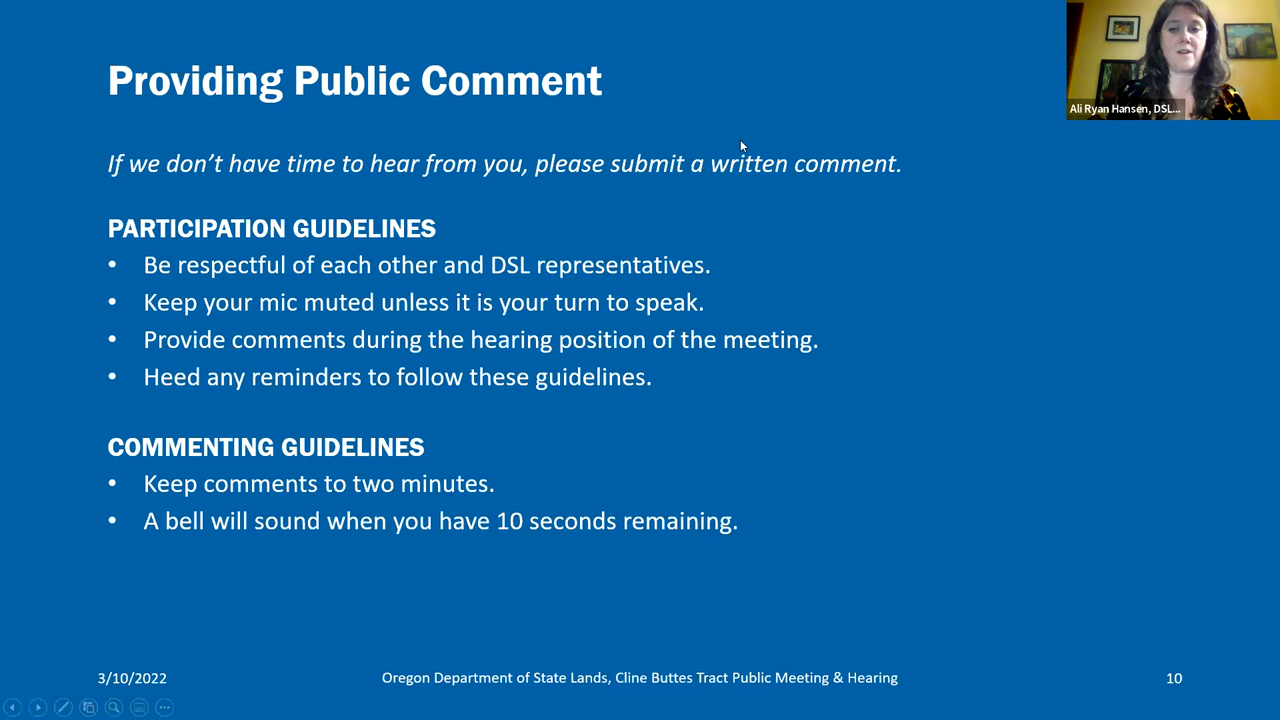 Providing Public Comment
Ali Ryan Hansen, DSL...
If we don't have time to hear from you, please submit a written comment.
PARTICIPATION GUIDELINES
• Be respectful of each other and DSL representatives.
• Keep your mic muted unless it is your turn to speak.
• Provide comments during the hearing position of the meeting.
• Heed any reminders to follow these guidelines.
COMMENTING GUIDELINES
• Keep comments to two minutes.
• A bell will sound when you have 10 seconds remaining.
3/10/2022
Oregon Department of State Lands, Cline Buttes Tract Public Meeting & Hearing
10